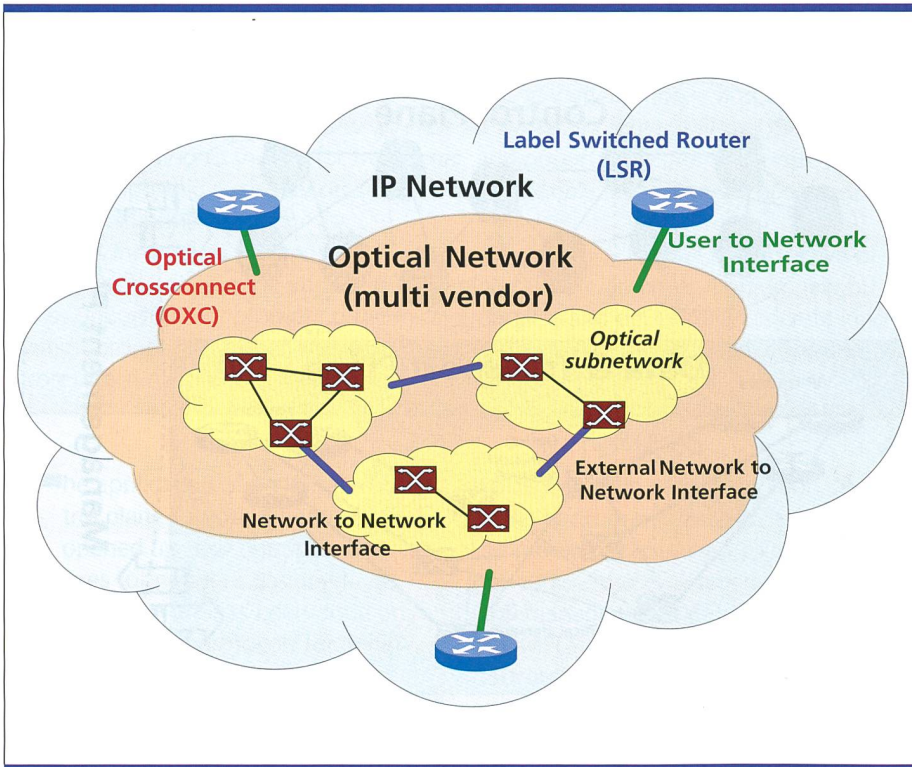 Label Switched Router
(LSR)
IP Network
User to Network
Interface
Optical
Crossconnect
(OXC)
Optical Network
(multi vendor)
Optical
subnetwork
External Network to
Network Interface
Network to Network
Interface